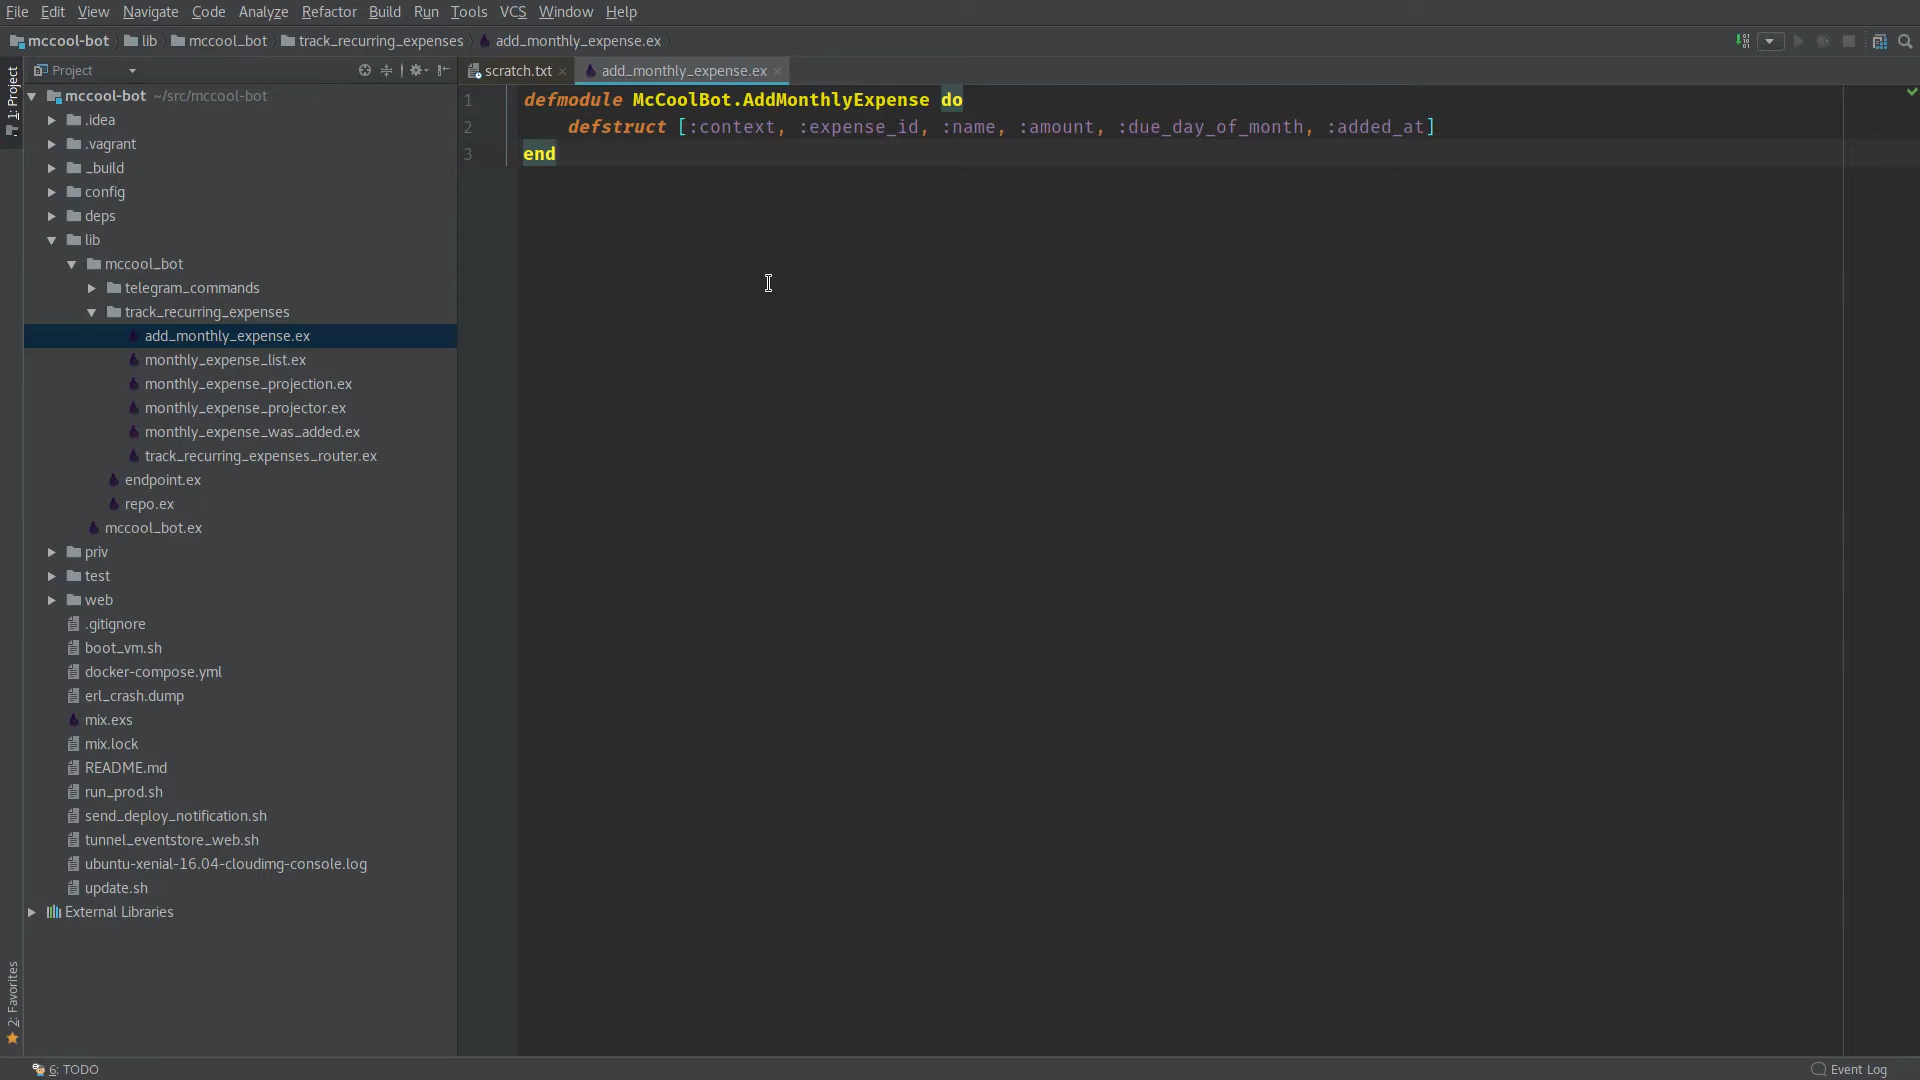 File Edit View Navigate Code Analyze Refactor Build Run Tools VCS Window Help
mccool-bot lib mccool_bot track_recurring_expenses add_monthly_expense.ex
1: Project
Project
scratch.txt add_monthly_expense.ex
mccool-bot ~/src/mccool-bot
.idea
.vagrant
_build
config
deps
lib
mccool_bot
telegram_commands
track_recurring_expenses
add_monthly_expense.ex
monthly_expense_list.ex
monthly_expense_projection.ex
monthly_expense_projector.ex
monthly_expense_was_added.ex
track_recurring_expenses_router.ex
endpoint.ex
repo.ex
mccool_bot.ex
priv
test
web
.gitignore
boot_vm.sh
docker-compose.yml
erl_crash.dump
mix.exs
mix.lock
README.md
run_prod.sh
send_deploy_notification.sh
tunnel_eventstore_web.sh
ubuntu-xenial-16.04-cloudimg-console.log
update.sh
External Libraries
1 defmodule McCoolBot.AddMonthlyExpense do
2 defstruct [:context, :expense_id, :name, :amount, :due_day_of_month, :added_at]
3 end
2: Favorites
6: TODO
Event Log